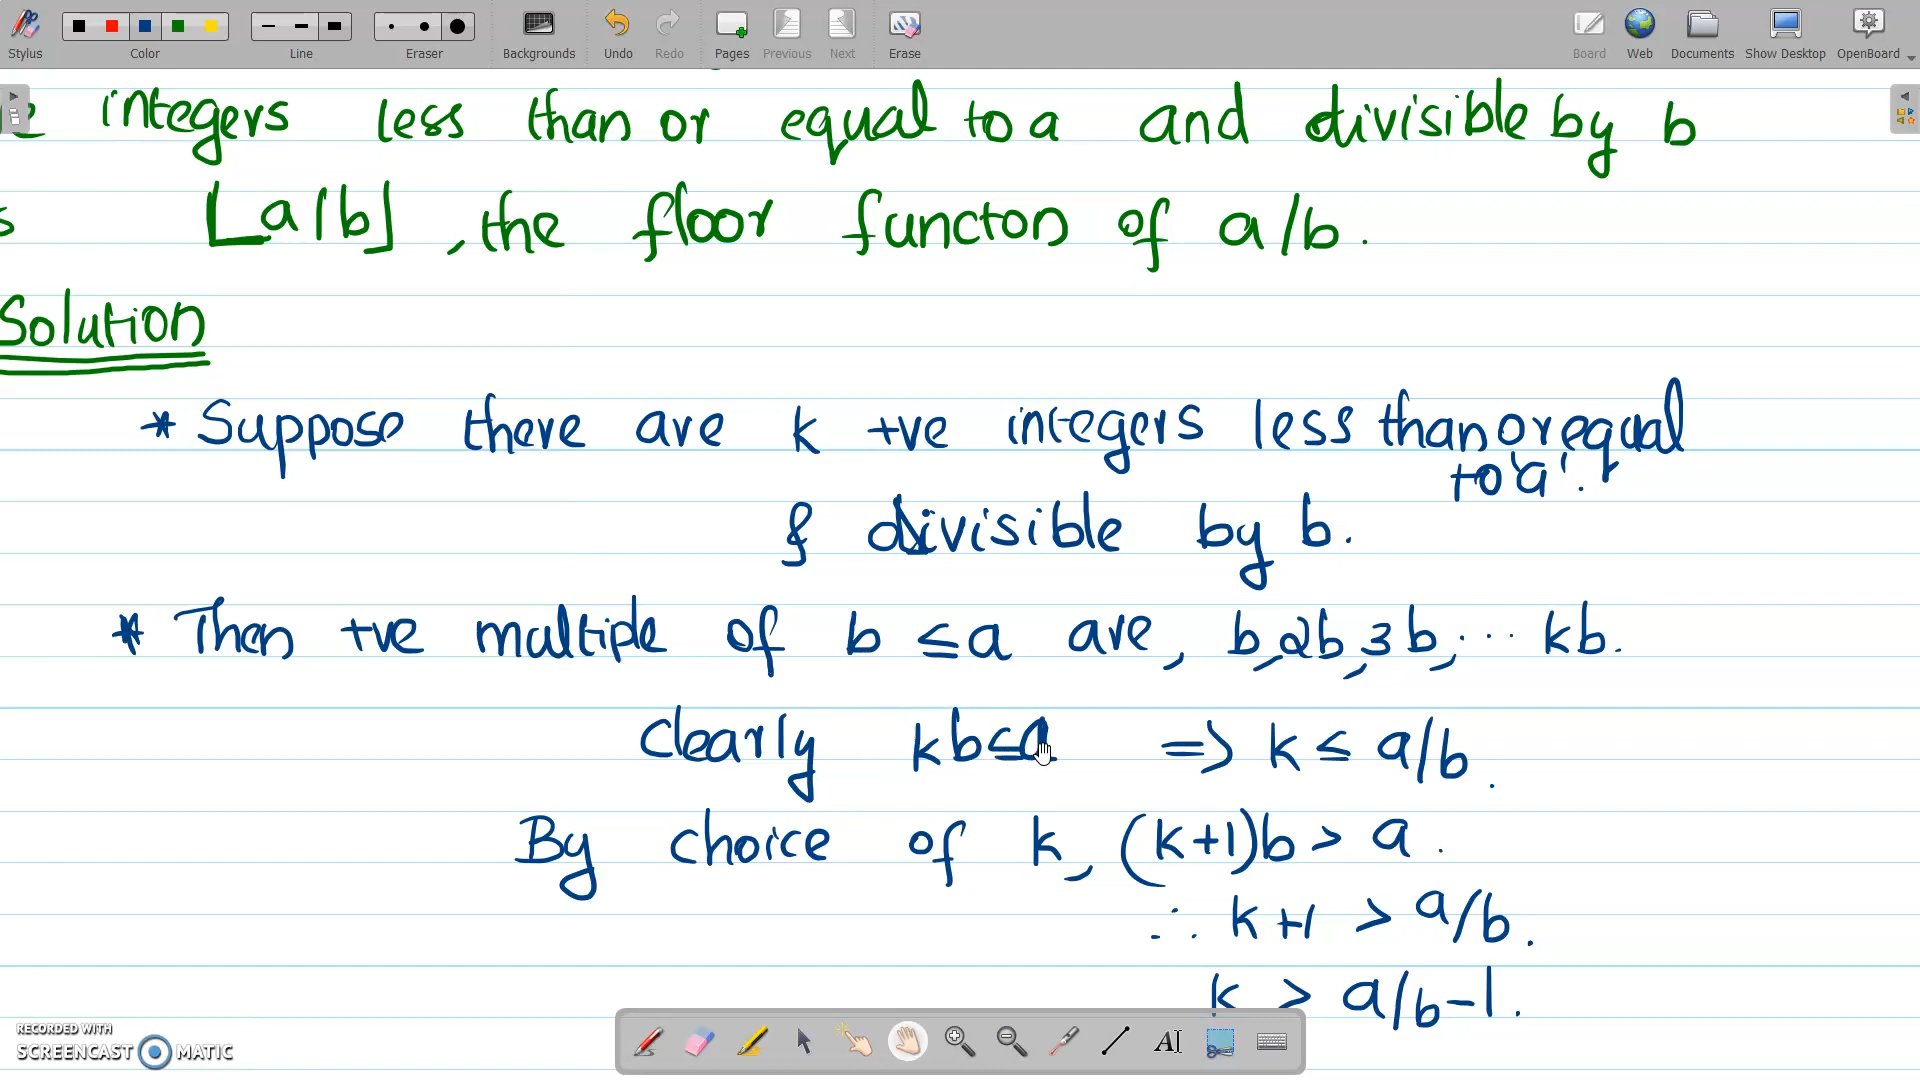 Stylus
Color
Line
Eraser
Backgrounds
Undo
Redo
Pages
Previous
Next
Erase
Board
Web
Documents
Show Desktop
OpenBoard
integers less than or equal to a and divisible by b
⌊a/b⌋, the floor functon of a/b.
Solution
* Suppose there are k +ve integers less than or equal
to 'a'.
& divisible by b.
* Then +ve multiple of b ≤ a are, b, 2b, 3b, ... kb.
Clearly kb ≤ a => k ≤ a/b.
By choice of k, (k+1)b > a.
∴ k+1 > a/b.
k > a/b-1.
RECORDED WITH
SCREENCAST MATIC